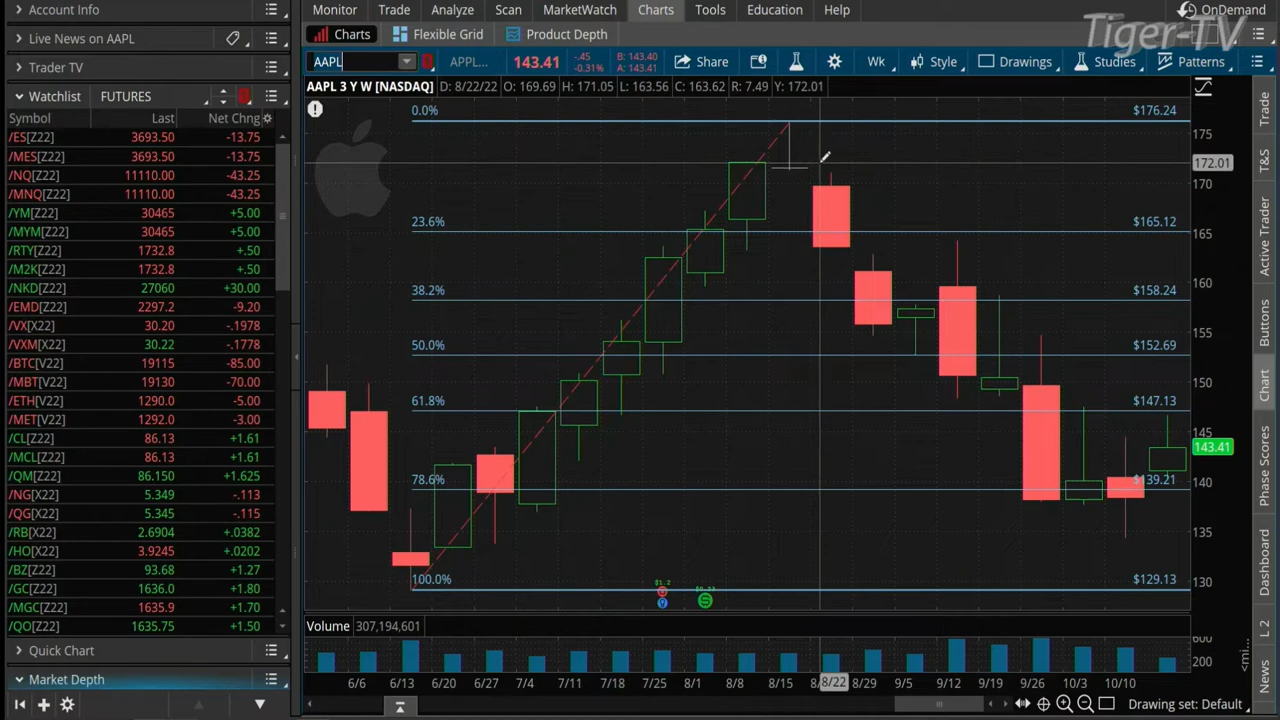 Account Info
Live News on AAPL
Trader TV
Watchlist FUTURES
Symbol Last Net Chng
/ES[Z22] 3693.50 -13.75
/MES[Z22] 3693.50 -13.75
/NQ[Z22] 11110.00 -43.25
/MNQ[Z22] 11110.00 -43.25
/YM[Z22] 30465 +5.00
/MYM[Z22] 30465 +5.00
/RTY[Z22] 1732.8 +.50
/M2K[Z22] 1732.8 +.50
/NKD[Z22] 27060 +30.00
/EMD[Z22] 2297.2 -9.20
/VX[X22] 30.20 -.1978
/VXM[X22] 30.22 -.1778
/BTC[V22] 19115 -85.00
/MBT[V22] 19130 -70.00
/ETH[V22] 1290.0 -5.00
/MET[V22] 1292.0 -3.00
/CL[Z22] 86.13 +1.61
/MCL[Z22] 86.13 +1.61
/QM[Z22] 86.150 +1.625
/NG[X22] 5.349 -.113
/QG[X22] 5.345 -.115
/RB[X22] 2.6904 +.0382
/HO[X22] 3.9245 +.0202
/BZ[Z22] 93.68 +1.27
/GC[Z22] 1636.0 +1.80
/MGC[Z22] 1635.9 +1.70
/QO[Z22] 1635.75 +1.50
Quick Chart
Market Depth
Monitor Trade Analyze Scan MarketWatch Charts Tools Education Help OnDemand
Tiger-TV
Charts Flexible Grid Product Depth
AAPL APPL... 143.41 -.45 -0.31% B: 143.40 A: 143.41 Share Wk Style Drawings Studies Patterns
AAPL 3 Y W [NASDAQ] D: 8/22/22 O: 169.69 H: 171.05 L: 163.56 C: 163.62 R: 7.49 Y: 172.01
0.0% $176.24
175
172.01
170
23.6% $165.12
165
160
38.2% $158.24
155
50.0% $152.69
150
61.8% $147.13
145
143.41
140
78.6% $139.21
135
130
100.0% $129.13
Volume 307,194,601
600
200
6/6 6/13 6/20 6/27 7/4 7/11 7/18 7/25 8/1 8/8 8/15 8/22 8/29 9/5 9/12 9/19 9/26 10/3 10/10
Drawing set: Default
Trade
T&S
Active Trader
Buttons
Chart
Phase Scores
Dashboard
L 2
News